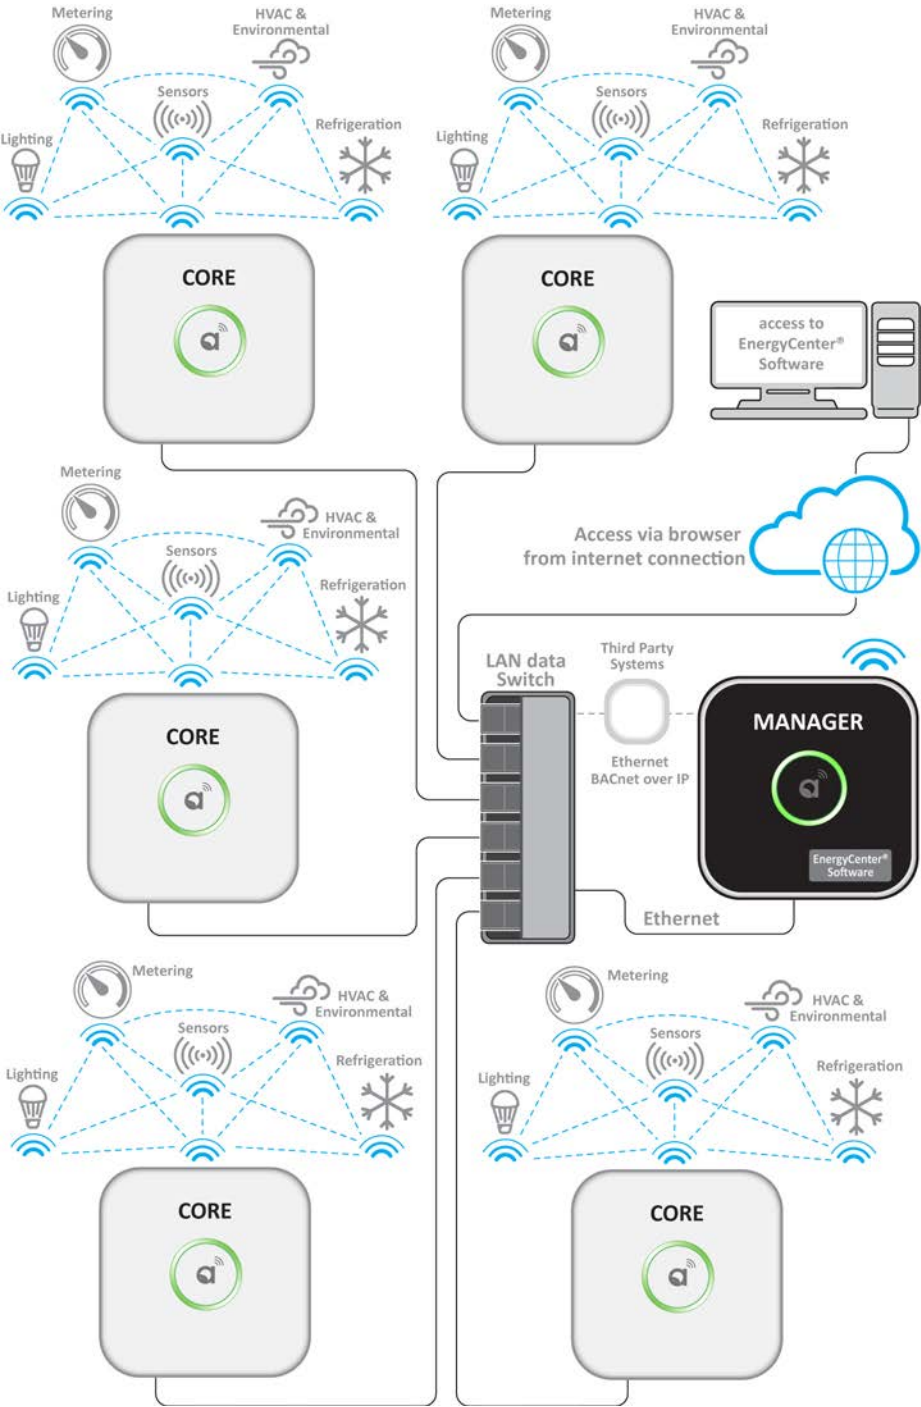 Metering
HVAC &
Environmental
Sensors
Lighting
Refrigeration
CORE
a
Metering
HVAC &
Environmental
Sensors
Lighting
Refrigeration
CORE
a
access to
EnergyCenter®
Software
Access via browser
from internet connection
Metering
HVAC &
Environmental
Sensors
Lighting
Refrigeration
CORE
a
LAN data
Switch
Third Party
Systems
Ethernet
BACnet over IP
MANAGER
a
EnergyCenter®
Software
Ethernet
Metering
HVAC &
Environmental
Sensors
Lighting
Refrigeration
CORE
a
Metering
HVAC &
Environmental
Sensors
Lighting
Refrigeration
CORE
a